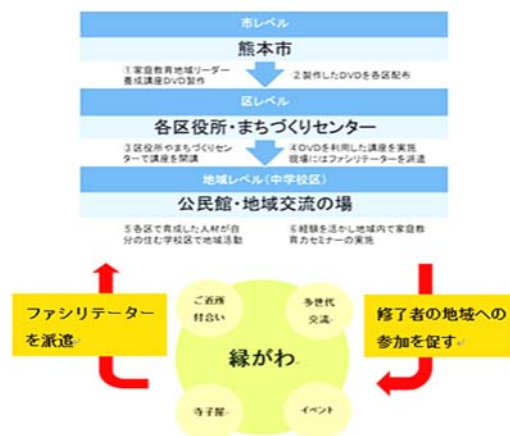 市レベル
熊本市
①家庭教育地域リーダー
養成講座DVD製作
2製作したDVDを各区配布
区レベル
各区役所・まちづくりセンター
③区役所やまちづくりセン
ターで講座を開講
④DVDを利用した講座を実施
現場にはファシリテーターを派遣
地域レベル(中学校区)
公民館・地域交流の場
5各区で育成した人材が自
分の住む学校区で地域活動
⑥経験を活かし地域内で家庭教
育力セミナーの実施
ファシリテーター
を派遣
ご近所
付合い
多世代
交流
縁がわ
寺子屋
イベント
修了者の地域への
参加を促す